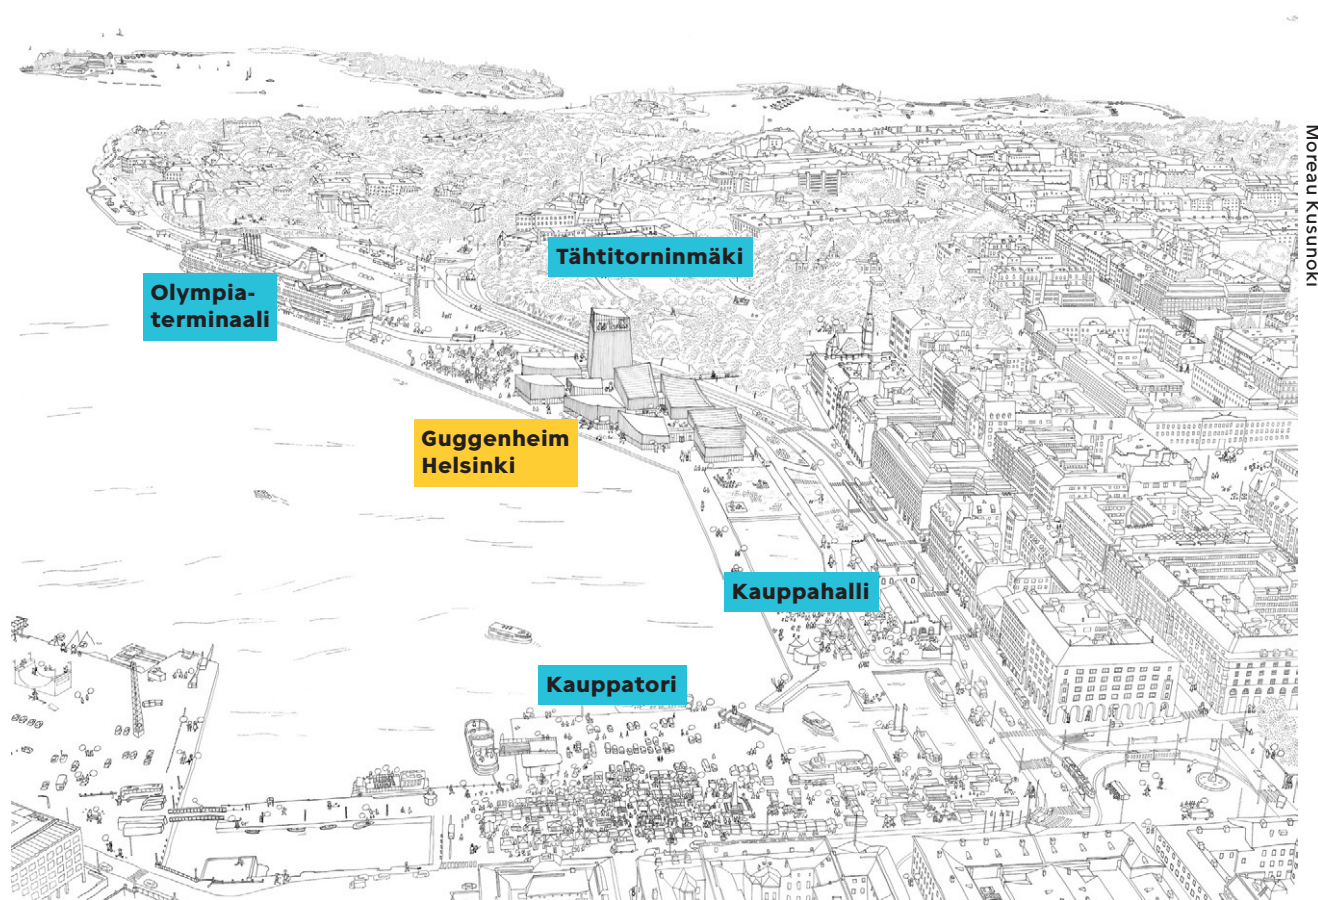 Moreau Kusunoki
Tähtitorninmäki
Olympia-
terminaali
Guggenheim
Helsinki
Kauppahalli
Kauppatori